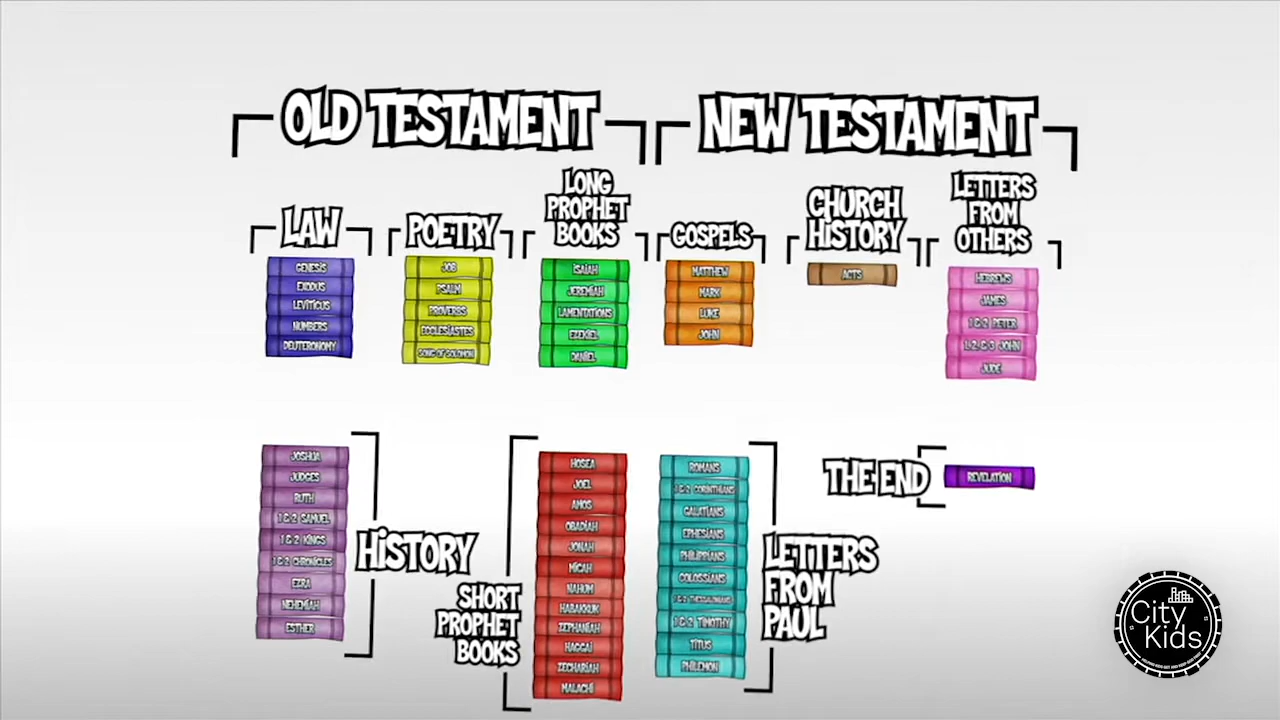 OLD TESTAMENT
NEW TESTAMENT
LAW
GENESIS
EXODUS
LEVITICUS
NUMBERS
DEUTERONOMY
POETRY
JOB
PSALM
PROVERBS
ECCLESIASTES
SONG OF SOLOMON
LONG
PROPHET
BOOKS
ISAIAH
JEREMIAH
LAMENTATIONS
EZEKIEL
DANIEL
GOSPELS
MATTHEW
MARK
LUKE
JOHN
CHURCH
HISTORY
ACTS
LETTERS
FROM
OTHERS
HEBREWS
JAMES
1 & 2 PETER
1, 2, & 3 JOHN
JUDE
JOSHUA
JUDGES
RUTH
1 & 2 SAMUEL
1 & 2 KINGS
1 & 2 CHRONICLES
EZRA
NEHEMIAH
ESTHER
HISTORY
SHORT
PROPHET
BOOKS
HOSEA
JOEL
AMOS
OBADIAH
JONAH
MICAH
NAHUM
HABAKKUK
ZEPHANIAH
HAGGAI
ZECHARIAH
MALACHI
ROMANS
1 & 2 CORINTHIANS
GALATIANS
EPHESIANS
PHILIPPIANS
COLOSSIANS
1 & 2 THESSALONIANS
1 & 2 TIMOTHY
TITUS
PHILEMON
LETTERS
FROM
PAUL
THE END
REVELATION
City
Kids